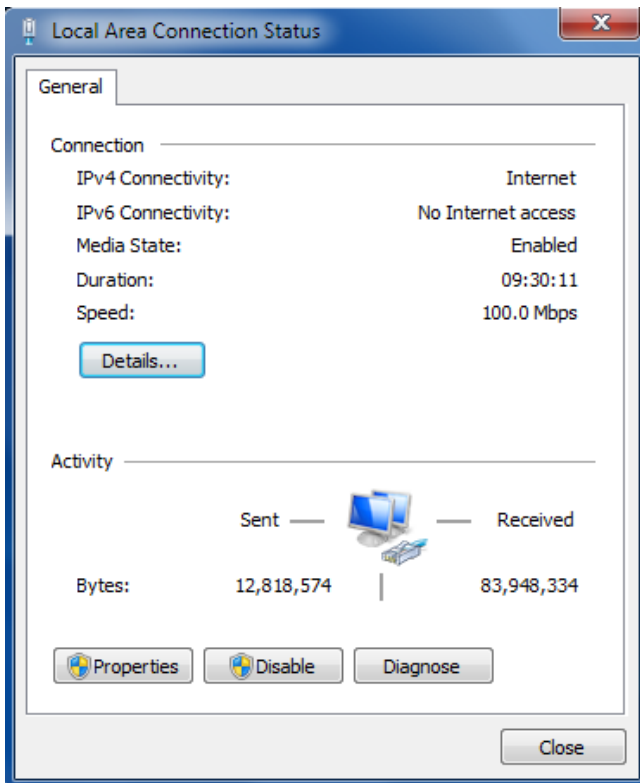 Local Area Connection Status
General
Connection
IPv4 Connectivity: Internet
IPv6 Connectivity: No Internet access
Media State: Enabled
Duration: 09:30:11
Speed: 100.0 Mbps
Details...
Activity
Sent Received
Bytes: 12,818,574 83,948,334
Properties Disable Diagnose
Close